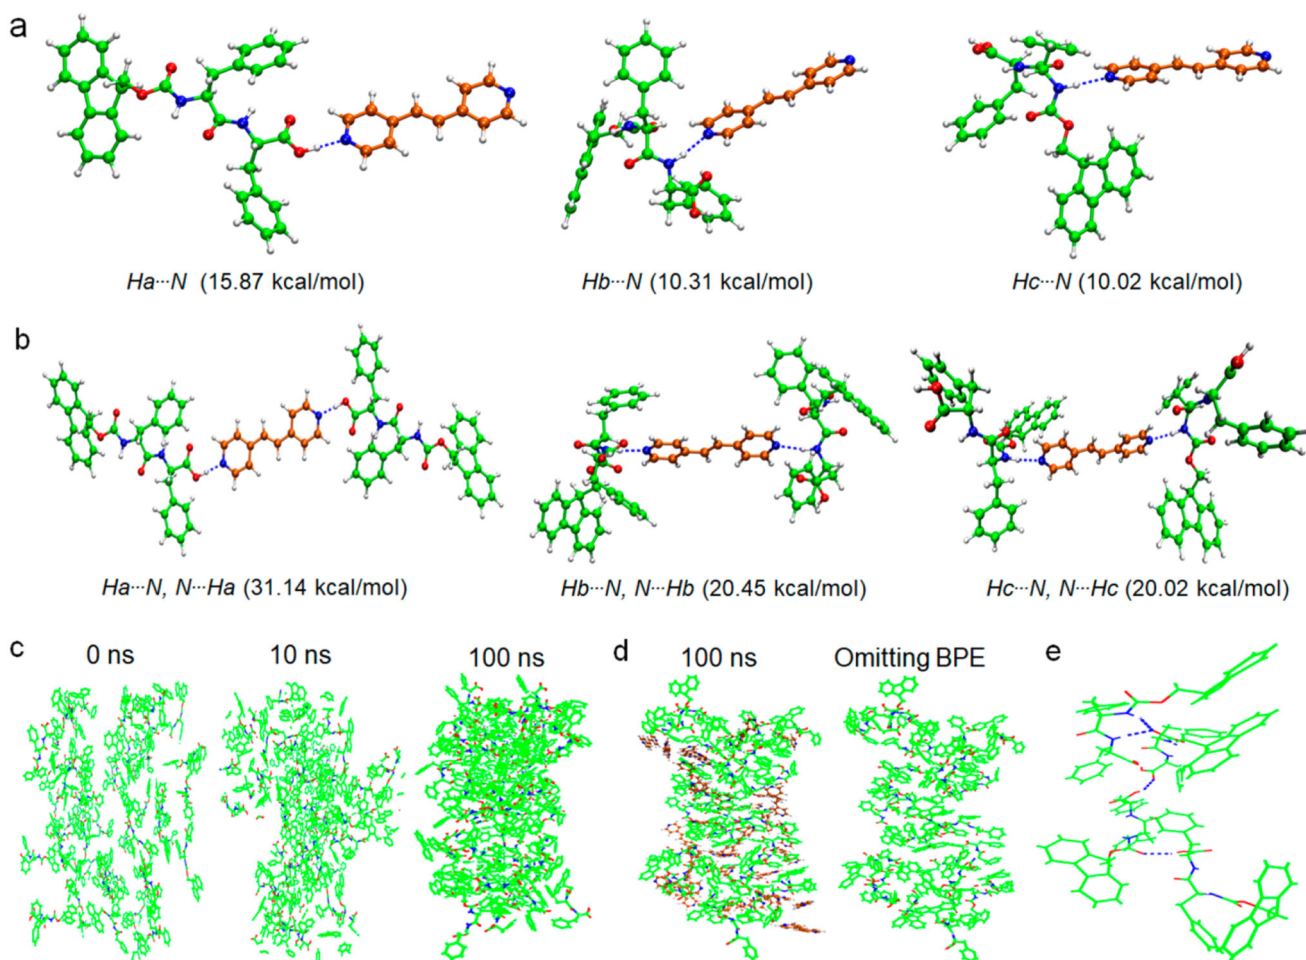 a
Ha···N (15.87 kcal/mol)
Hb···N (10.31 kcal/mol)
Hc···N (10.02 kcal/mol)
b
Ha···N, N···Ha (31.14 kcal/mol)
Hb···N, N···Hb (20.45 kcal/mol)
Hc···N, N···Hc (20.02 kcal/mol)
c
0 ns
10 ns
100 ns
d
100 ns
Omitting BPE
e